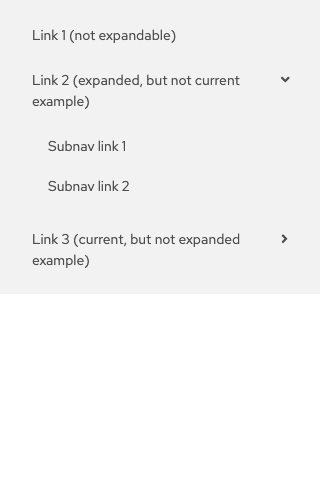 Link 1 (not expandable)
Link 2 (expanded, but not current
example)
Subnav link 1
Subnav link 2
Link 3 (current, but not expanded
example)